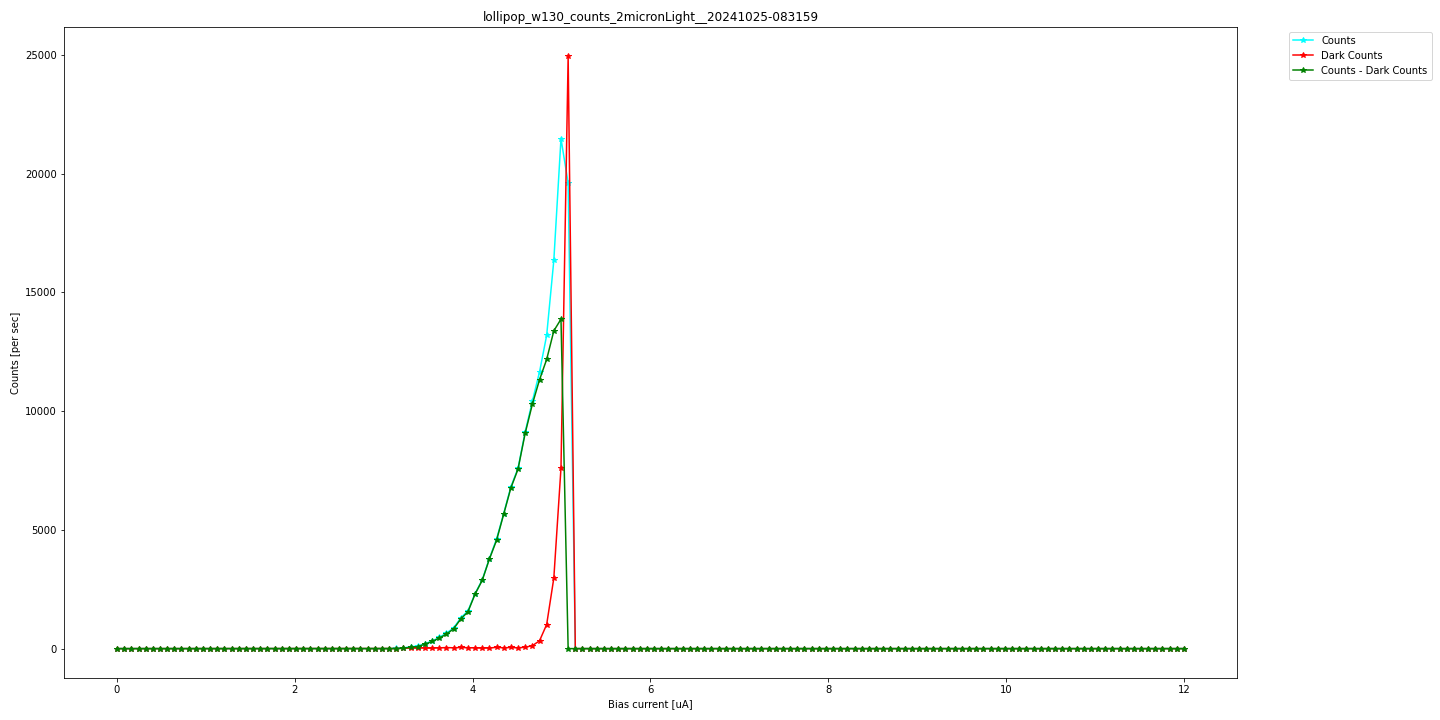 lollipop_w130_counts_2micronLight__20241025-083159
Counts
Dark Counts
Counts - Dark Counts
25000
20000
15000
10000
5000
0
Counts [per sec]
0 2 4 6 8 10 12
Bias current [uA]